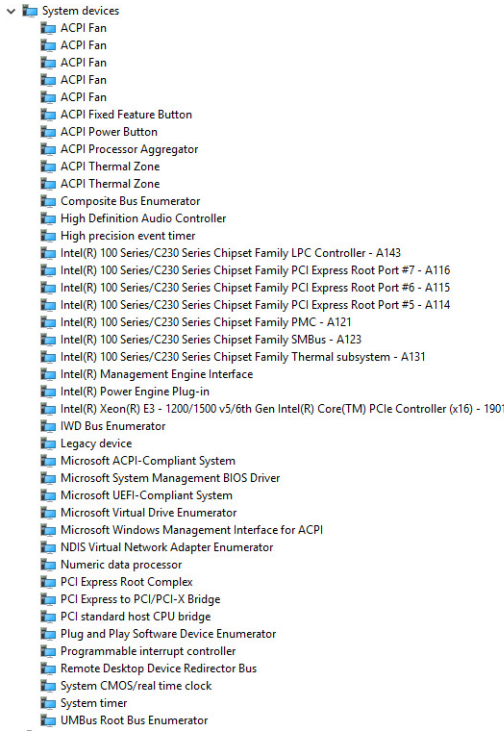 System devices
ACPI Fan
ACPI Fan
ACPI Fan
ACPI Fan
ACPI Fan
ACPI Fixed Feature Button
ACPI Power Button
ACPI Processor Aggregator
ACPI Thermal Zone
ACPI Thermal Zone
Composite Bus Enumerator
High Definition Audio Controller
High precision event timer
Intel(R) 100 Series/C230 Series Chipset Family LPC Controller - A143
Intel(R) 100 Series/C230 Series Chipset Family PCI Express Root Port #7 - A116
Intel(R) 100 Series/C230 Series Chipset Family PCI Express Root Port #6 - A115
Intel(R) 100 Series/C230 Series Chipset Family PCI Express Root Port #5 - A114
Intel(R) 100 Series/C230 Series Chipset Family PMC - A121
Intel(R) 100 Series/C230 Series Chipset Family SMBus - A123
Intel(R) 100 Series/C230 Series Chipset Family Thermal subsystem - A131
Intel(R) Management Engine Interface
Intel(R) Power Engine Plug-in
Intel(R) Xeon(R) E3 - 1200/1500 v5/6th Gen Intel(R) Core(TM) PCIe Controller (x16) - 1901
IWD Bus Enumerator
Legacy device
Microsoft ACPI-Compliant System
Microsoft System Management BIOS Driver
Microsoft UEFI-Compliant System
Microsoft Virtual Drive Enumerator
Microsoft Windows Management Interface for ACPI
NDIS Virtual Network Adapter Enumerator
Numeric data processor
PCI Express Root Complex
PCI Express to PCI/PCI-X Bridge
PCI standard host CPU bridge
Plug and Play Software Device Enumerator
Programmable interrupt controller
Remote Desktop Device Redirector Bus
System CMOS/real time clock
System timer
UMBus Root Bus Enumerator